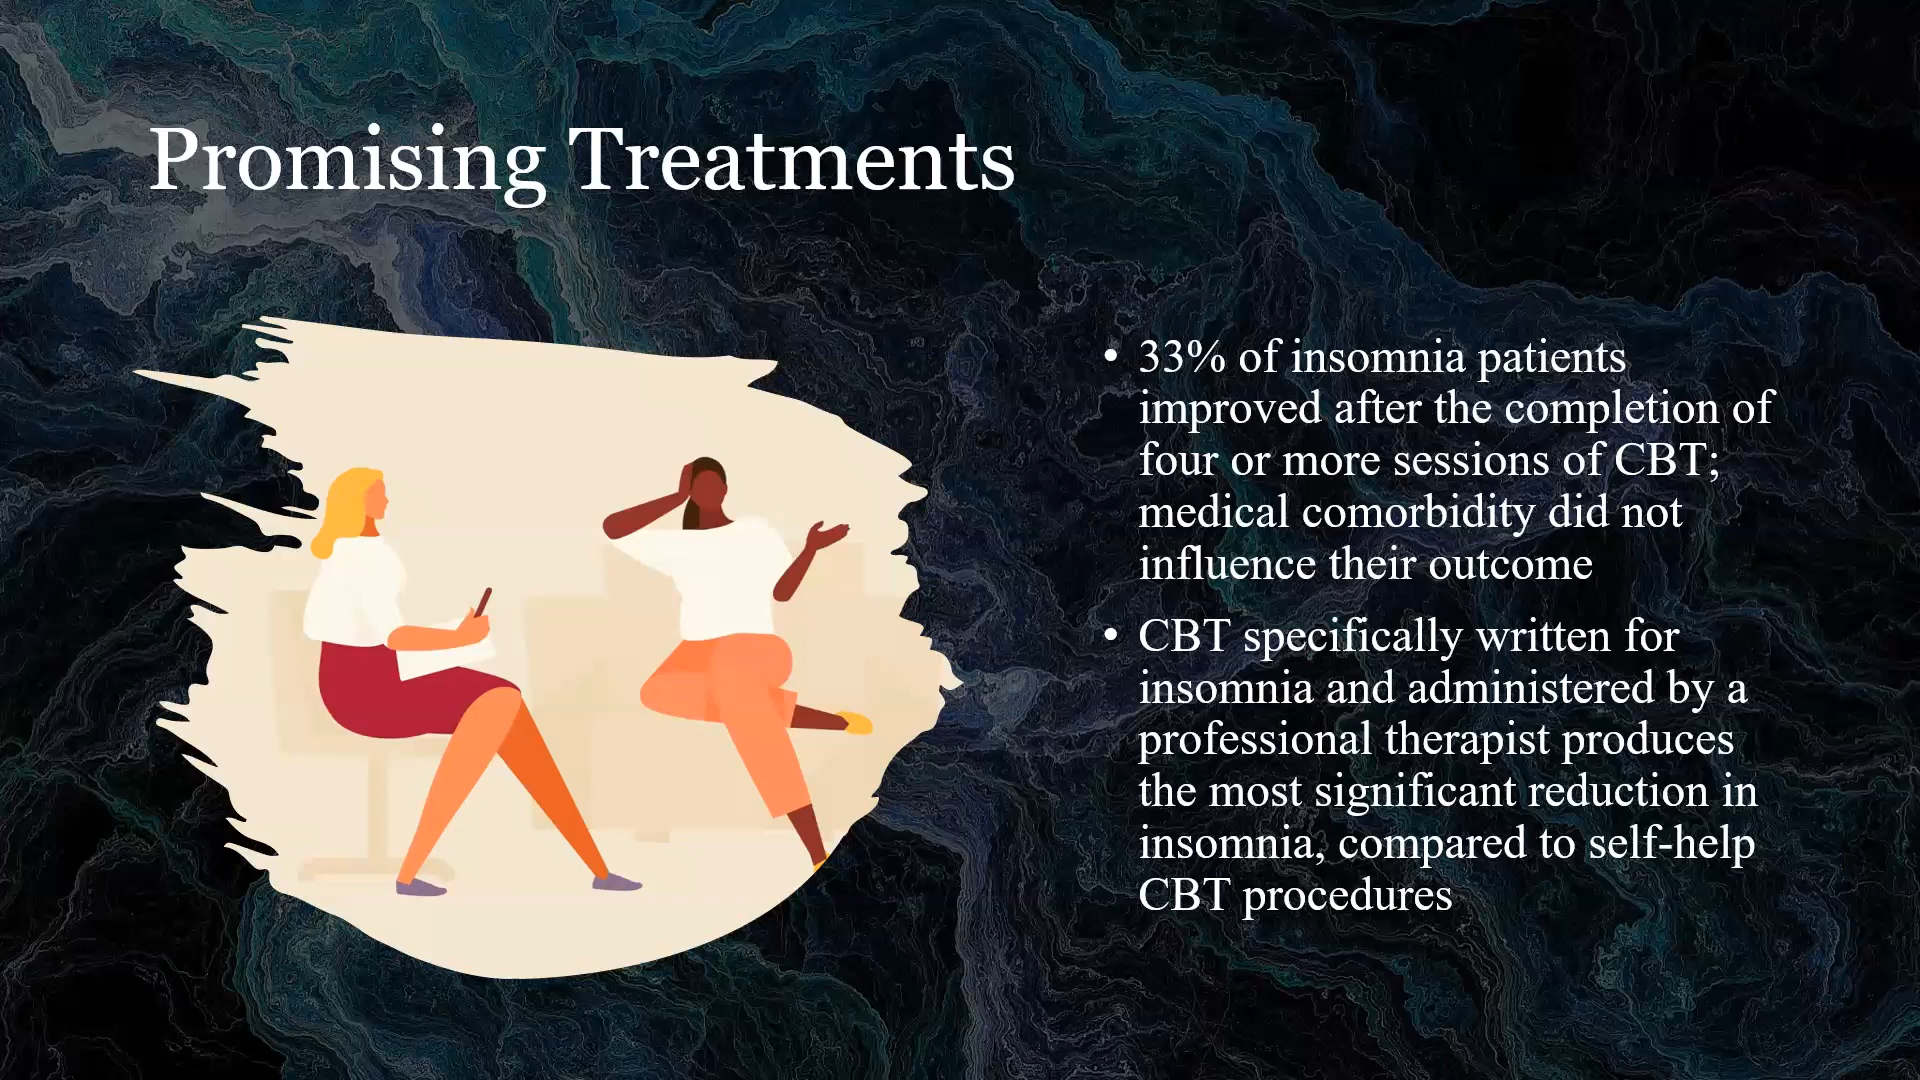 Promising Treatments
• 33% of insomnia patients
improved after the completion of
four or more sessions of CBT;
medical comorbidity did not
influence their outcome
• CBT specifically written for
insomnia and administered by a
professional therapist produces
the most significant reduction in
insomnia, compared to self-help
CBT procedures